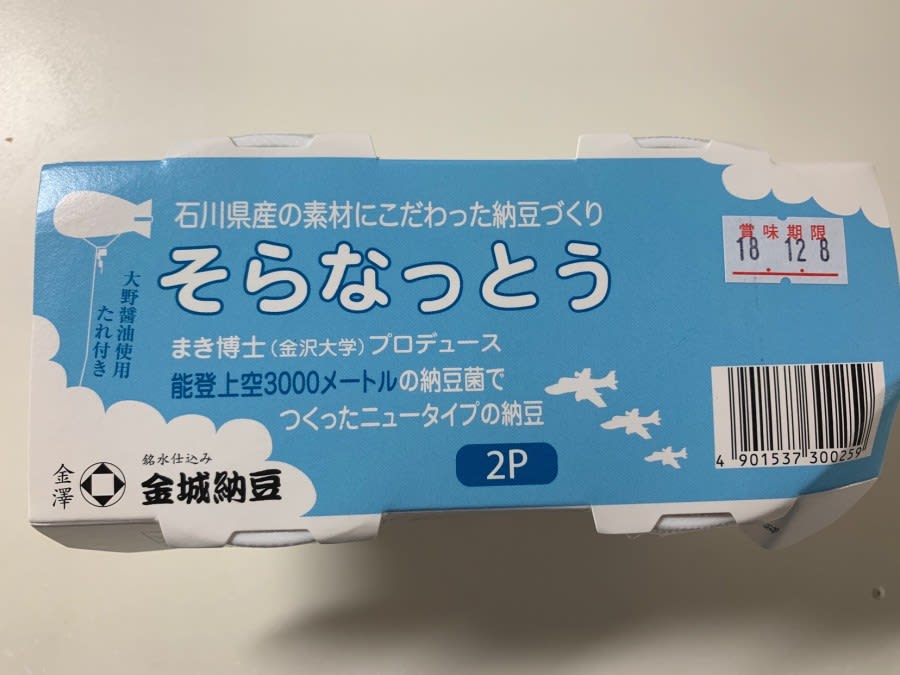 石川県産の素材にこだわった納豆づくり
そらなっとう
大野醤油使用
たれ付き
まき博士(金沢大学)プロデュース
能登上空3000メートルの納豆菌で
つくったニュータイプの納豆
2P
銘水仕込み
金澤
金城納豆
賞味期限
18.12.8
4 901537 300259